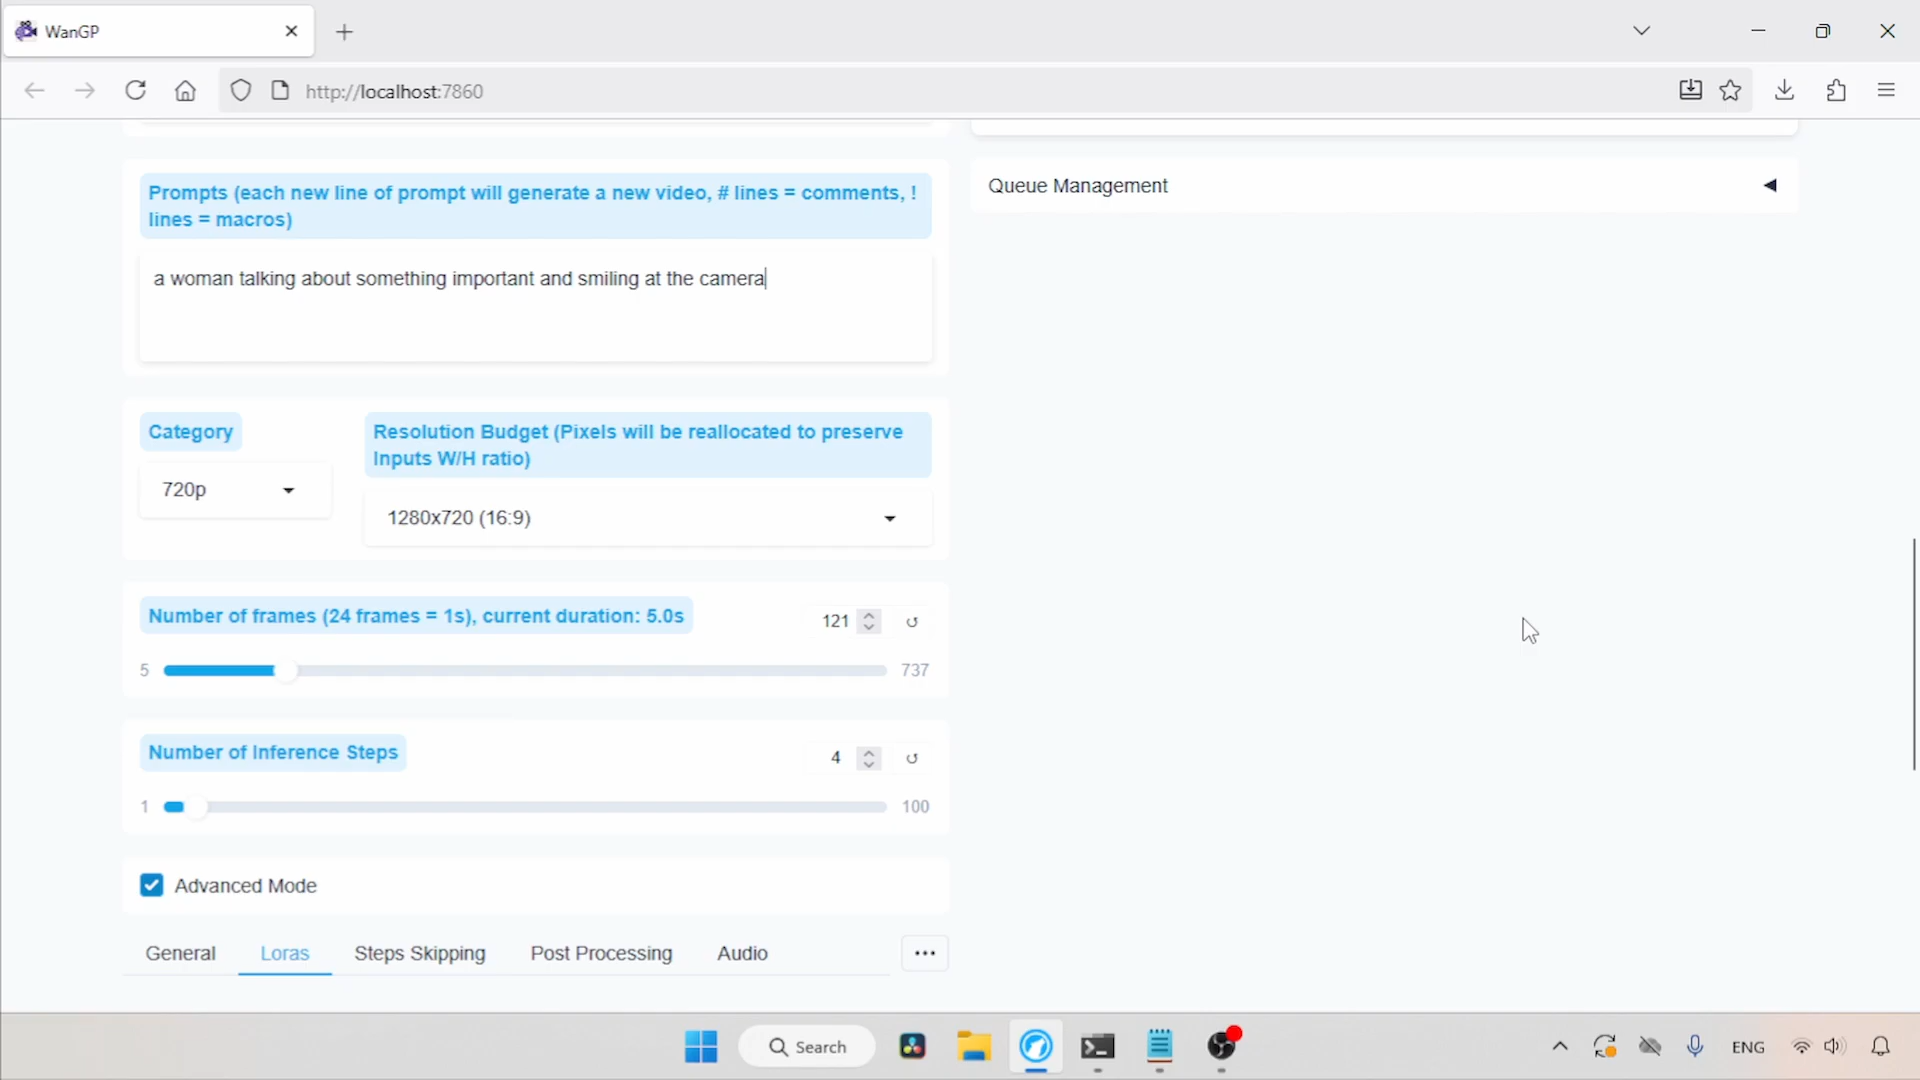 WanGP
http://localhost:7860
Prompts (each new line of prompt will generate a new video, # lines = comments, !
lines = macros)
a woman talking about something important and smiling at the camera
Queue Management
Category
720p
Resolution Budget (Pixels will be reallocated to preserve
Inputs W/H ratio)
1280x720 (16:9)
Number of frames (24 frames = 1s), current duration: 5.0s
121
5
737
Number of Inference Steps
4
1
100
Advanced Mode
General
Loras
Steps Skipping
Post Processing
Audio
Search
ENG